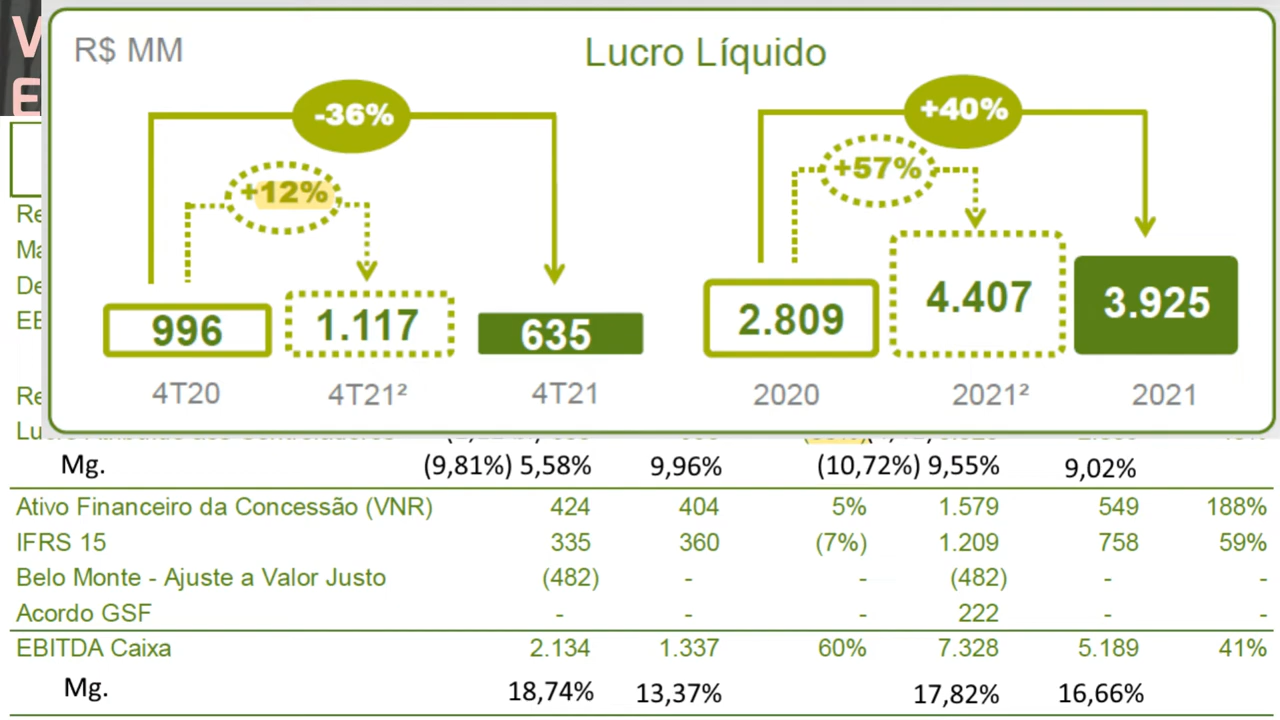 R$ MM
Lucro Líquido
-36%
+12%
996
1.117
635
4T20
4T21²
4T21
+40%
+57%
2.809
4.407
3.925
2020
2021²
2021
Mg. (9,81%) 5,58% 9,96% (10,72%) 9,55% 9,02%
Ativo Financeiro da Concessão (VNR) 424 404 5% 1.579 549 188%
IFRS 15 335 360 (7%) 1.209 758 59%
Belo Monte - Ajuste a Valor Justo (482) - - (482) - -
Acordo GSF - - - 222 - -
EBITDA Caixa 2.134 1.337 60% 7.328 5.189 41%
Mg. 18,74% 13,37% 17,82% 16,66%